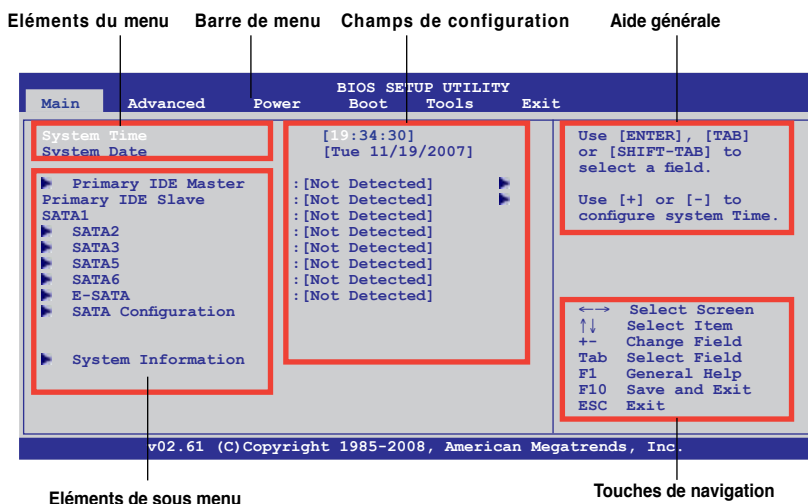 Eléments du menu Barre de menu Champs de configuration Aide générale
BIOS SETUP UTILITY
Main Advanced Power Boot Tools Exit
System Time [19:34:30]
System Date [Tue 11/19/2007]
Primary IDE Master :[Not Detected]
Primary IDE Slave :[Not Detected]
SATA1 :[Not Detected]
SATA2 :[Not Detected]
SATA3 :[Not Detected]
SATA5 :[Not Detected]
SATA6 :[Not Detected]
E-SATA :[Not Detected]
SATA Configuration
System Information
Use [ENTER], [TAB]
or [SHIFT-TAB] to
select a field.
Use [+] or [-] to
configure system Time.
←→ Select Screen
↑↓ Select Item
+- Change Field
Tab Select Field
F1 General Help
F10 Save and Exit
ESC Exit
v02.61 (C)Copyright 1985-2008, American Megatrends, Inc.
Eléments de sous menu Touches de navigation